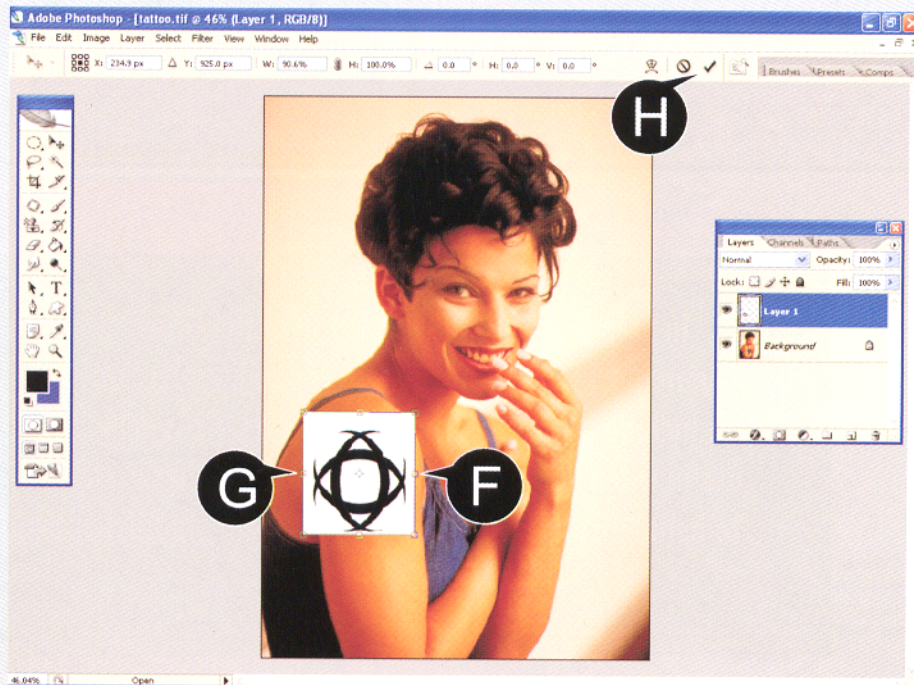 Adobe Photoshop - [tattoo.tif @ 46% (Layer 1, RGB/8)]
File Edit Image Layer Select Filter View Window Help
X: 234.9 px Y: 925.0 px W: 90.6% H: 100.0% 0.0 ° H: 0.0 ° V: 0.0 ° Brushes Presets Comps
H
Layers Channels Paths
Normal Opacity: 100%
Lock: Fill: 100%
Layer 1
Background
T
G
F
46.04% Open